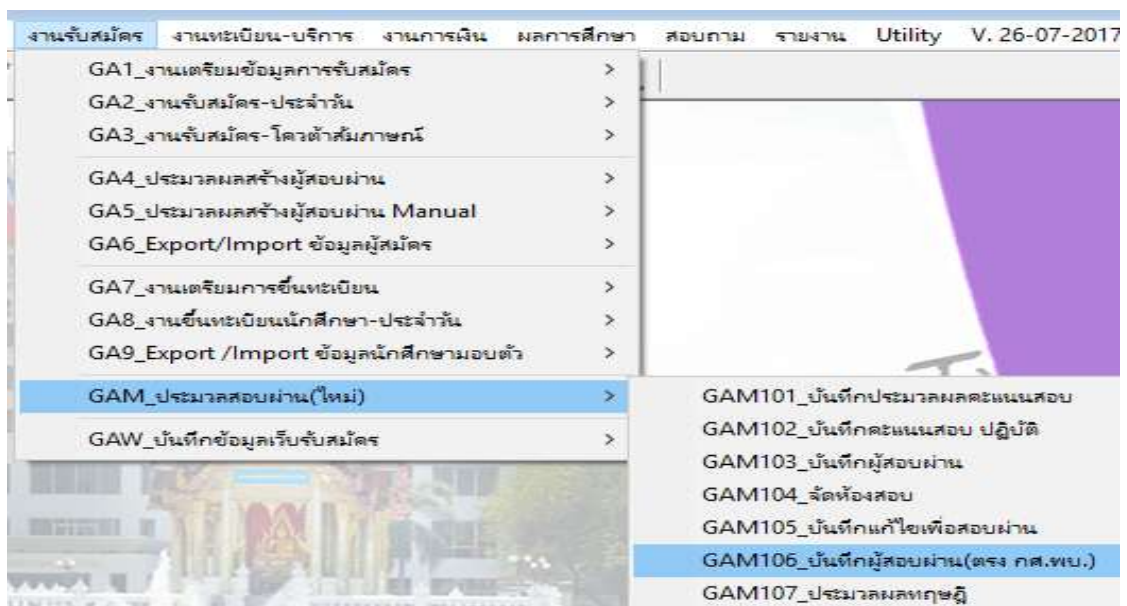 งานรับสมัคร งานทะเบียน-บริการ งานการเงิน ผลการศึกษา สอบถาม รายงาน Utility V. 26-07-2017
GA1_งานเตรียมข้อมูลการรับสมัคร >
GA2_งานรับสมัคร-ประจำวัน >
GA3_งานรับสมัคร-โควต้าสัมภาษณ์ >
GA4_ประมวลผลสร้างผู้สอบผ่าน >
GA5_ประมวลผลสร้างผู้สอบผ่าน Manual >
GA6_Export/Import ข้อมูลผู้สมัคร >
GA7_งานเตรียมการขึ้นทะเบียน >
GA8_งานขึ้นทะเบียนนักศึกษา-ประจำวัน >
GA9_Export /Import ข้อมูลนักศึกษามอบตัว >
GAM_ประมวลสอบผ่าน(ใหม่) >
GAW_บันทึกข้อมูลเว็บรับสมัคร >
GAM101_บันทึกประมวลผลคะแนนสอบ
GAM102_บันทึกคะแนนสอบ ปฏิบัติ
GAM103_บันทึกผู้สอบผ่าน
GAM104_จัดห้องสอบ
GAM105_บันทึกแก้ไขเพื่อสอบผ่าน
GAM106_บันทึกผู้สอบผ่าน(ตรง กศ.พบ.)
GAM107_ประมวลผลทฤษฎี